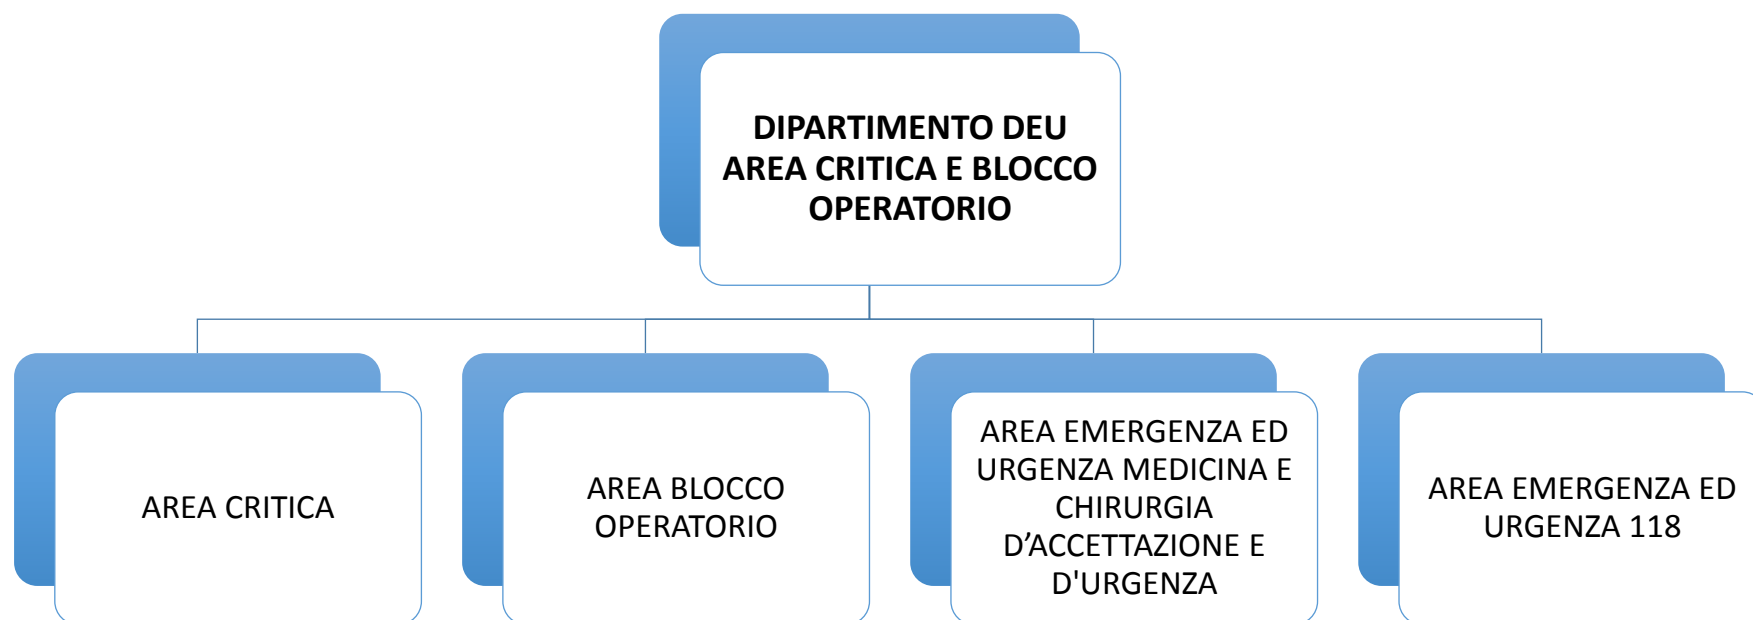 DIPARTIMENTO DEU
AREA CRITICA E BLOCCO
OPERATORIO
AREA CRITICA
AREA BLOCCO
OPERATORIO
AREA EMERGENZA ED
URGENZA MEDICINA E
CHIRURGIA
D’ACCETTAZIONE E
D'URGENZA
AREA EMERGENZA ED
URGENZA 118